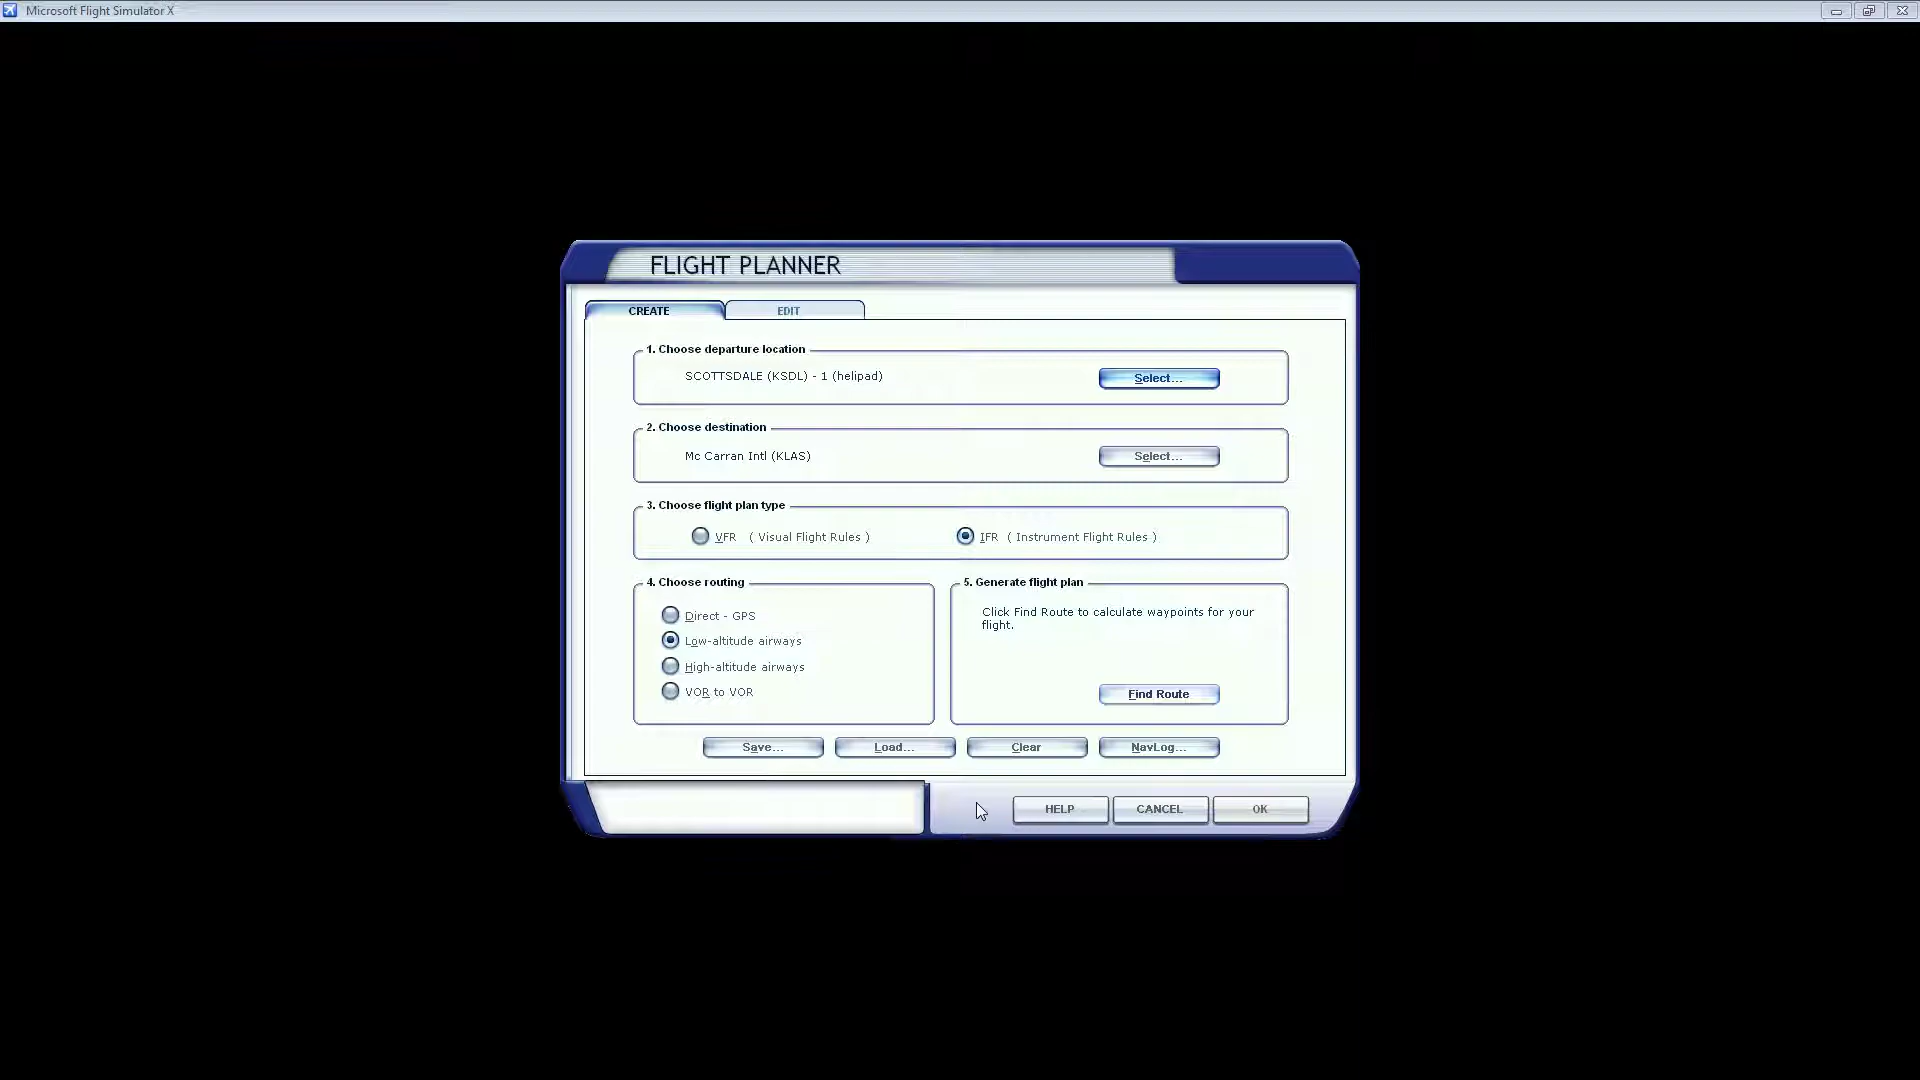 Microsoft Flight Simulator X
FLIGHT PLANNER
CREATE
EDIT
1. Choose departure location
SCOTTSDALE (KSDL) - 1 (helipad)
Select...
2. Choose destination
Mc Carran Intl (KLAS)
Select...
3. Choose flight plan type
VFR ( Visual Flight Rules )
IFR ( Instrument Flight Rules )
4. Choose routing
Direct - GPS
Low-altitude airways
High-altitude airways
VOR to VOR
5. Generate flight plan
Click Find Route to calculate waypoints for your
flight.
Find Route
Save...
Load...
Clear
NavLog...
HELP
CANCEL
OK